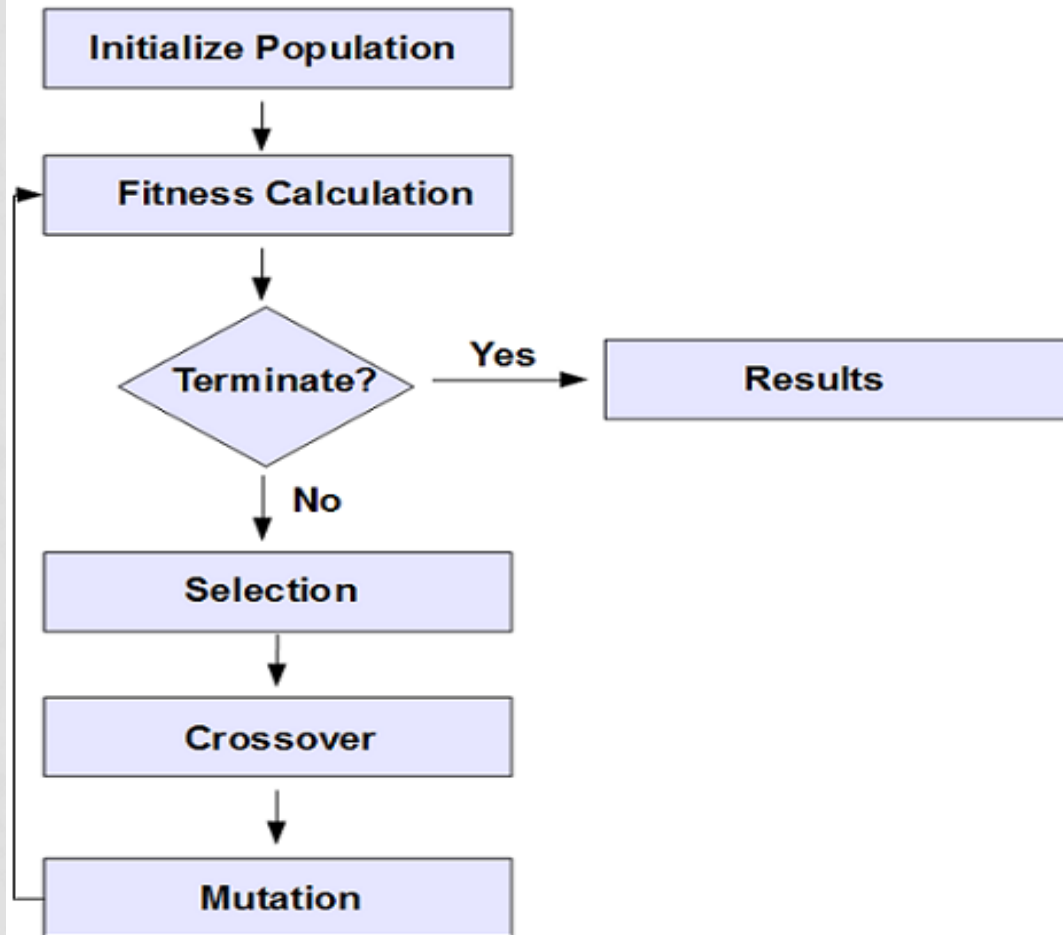 Initialize Population
Fitness Calculation
Terminate?
Yes
Results
No
Selection
Crossover
Mutation